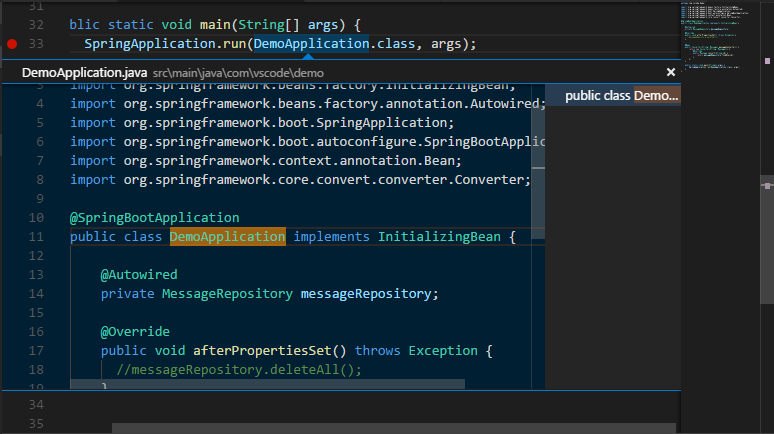 31
32 blic static void main(String[] args) {
33 SpringApplication.run(DemoApplication.class, args);
DemoApplication.java src\main\java\com\vscode\demo
3 import org.springframework.beans.factory.InitializingBean;
public class Demo...
4 import org.springframework.beans.factory.annotation.Autowired;
5 import org.springframework.boot.SpringApplication;
6 import org.springframework.boot.autoconfigure.SpringBootApplic
7 import org.springframework.context.annotation.Bean;
8 import org.springframework.core.convert.converter.Converter;
9
10 @SpringBootApplication
11 public class DemoApplication implements InitializingBean {
12
13 @Autowired
14 private MessageRepository messageRepository;
15
16 @Override
17 public void afterPropertiesSet() throws Exception {
18 //messageRepository.deleteAll();
19 }
34
35